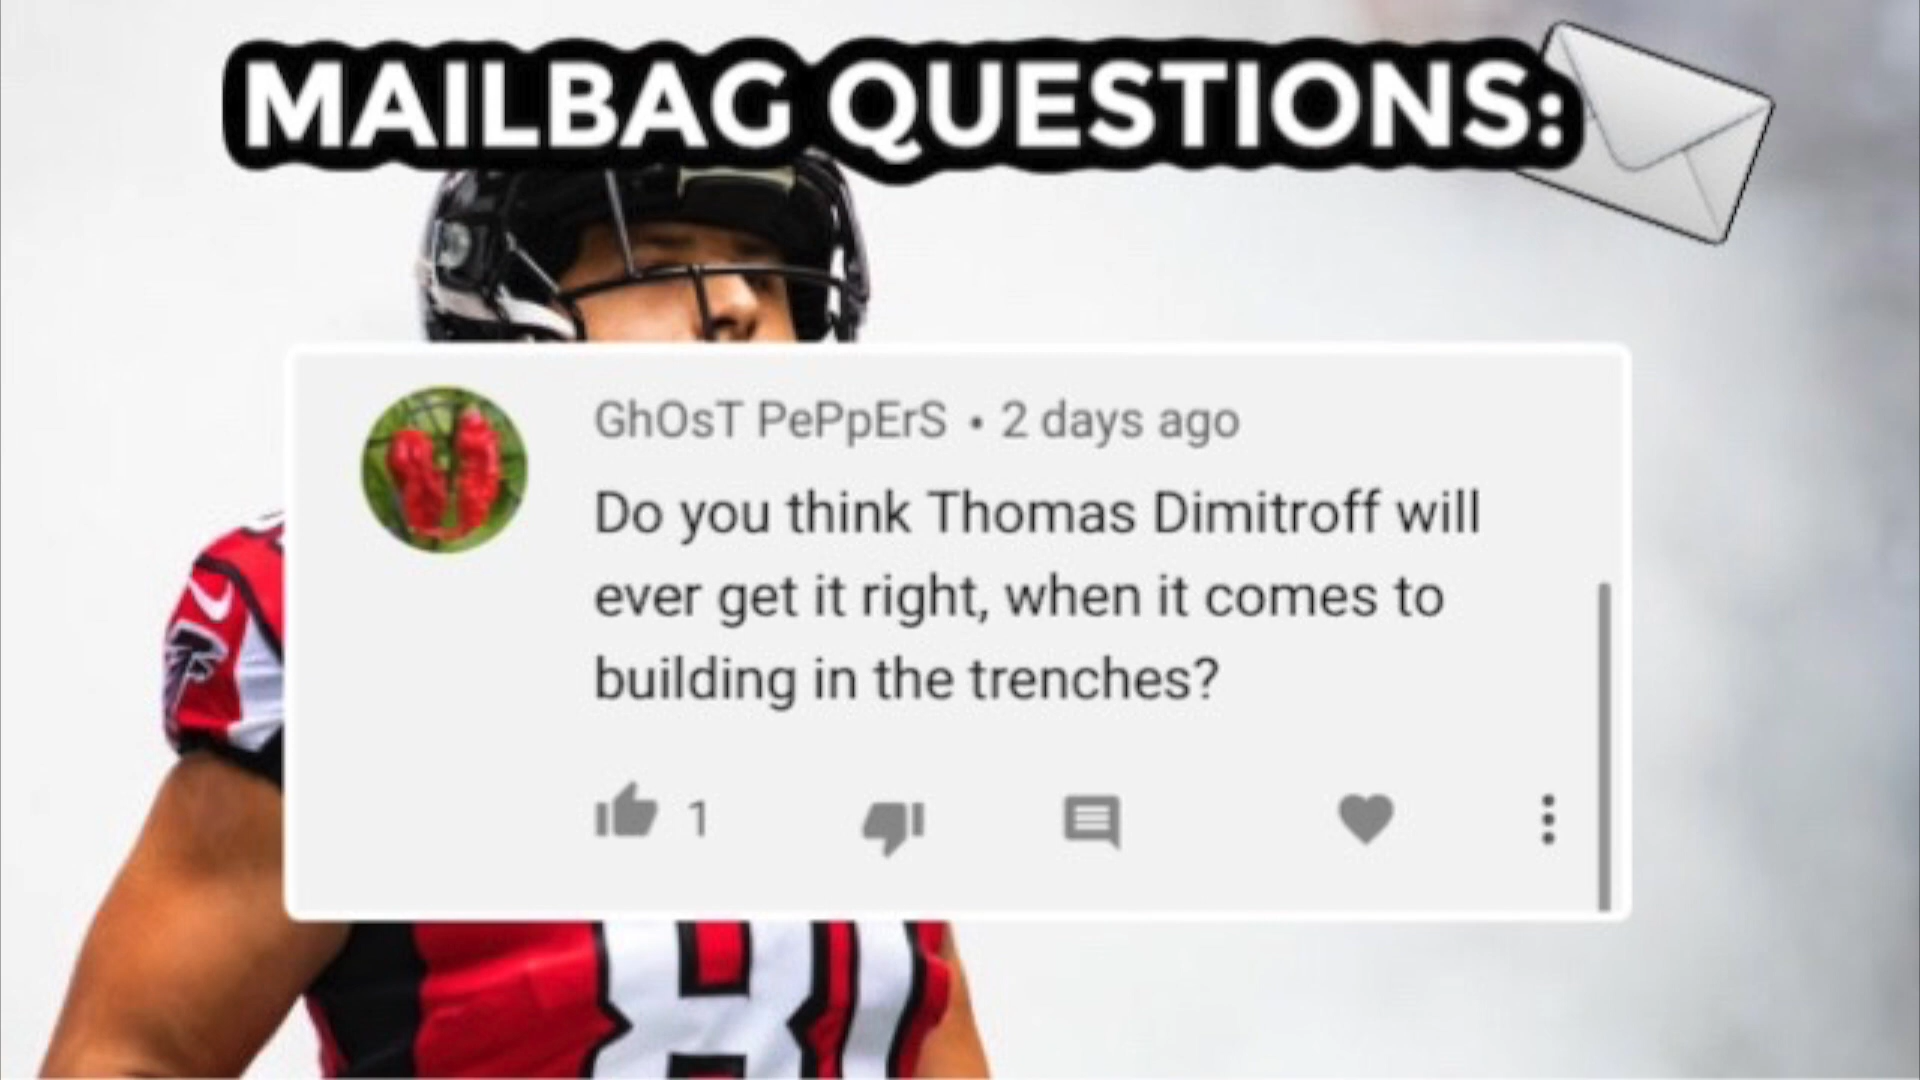 MAILBAG QUESTIONS:
GhOsT PePpErS • 2 days ago
Do you think Thomas Dimitroff will
ever get it right, when it comes to
building in the trenches?
1